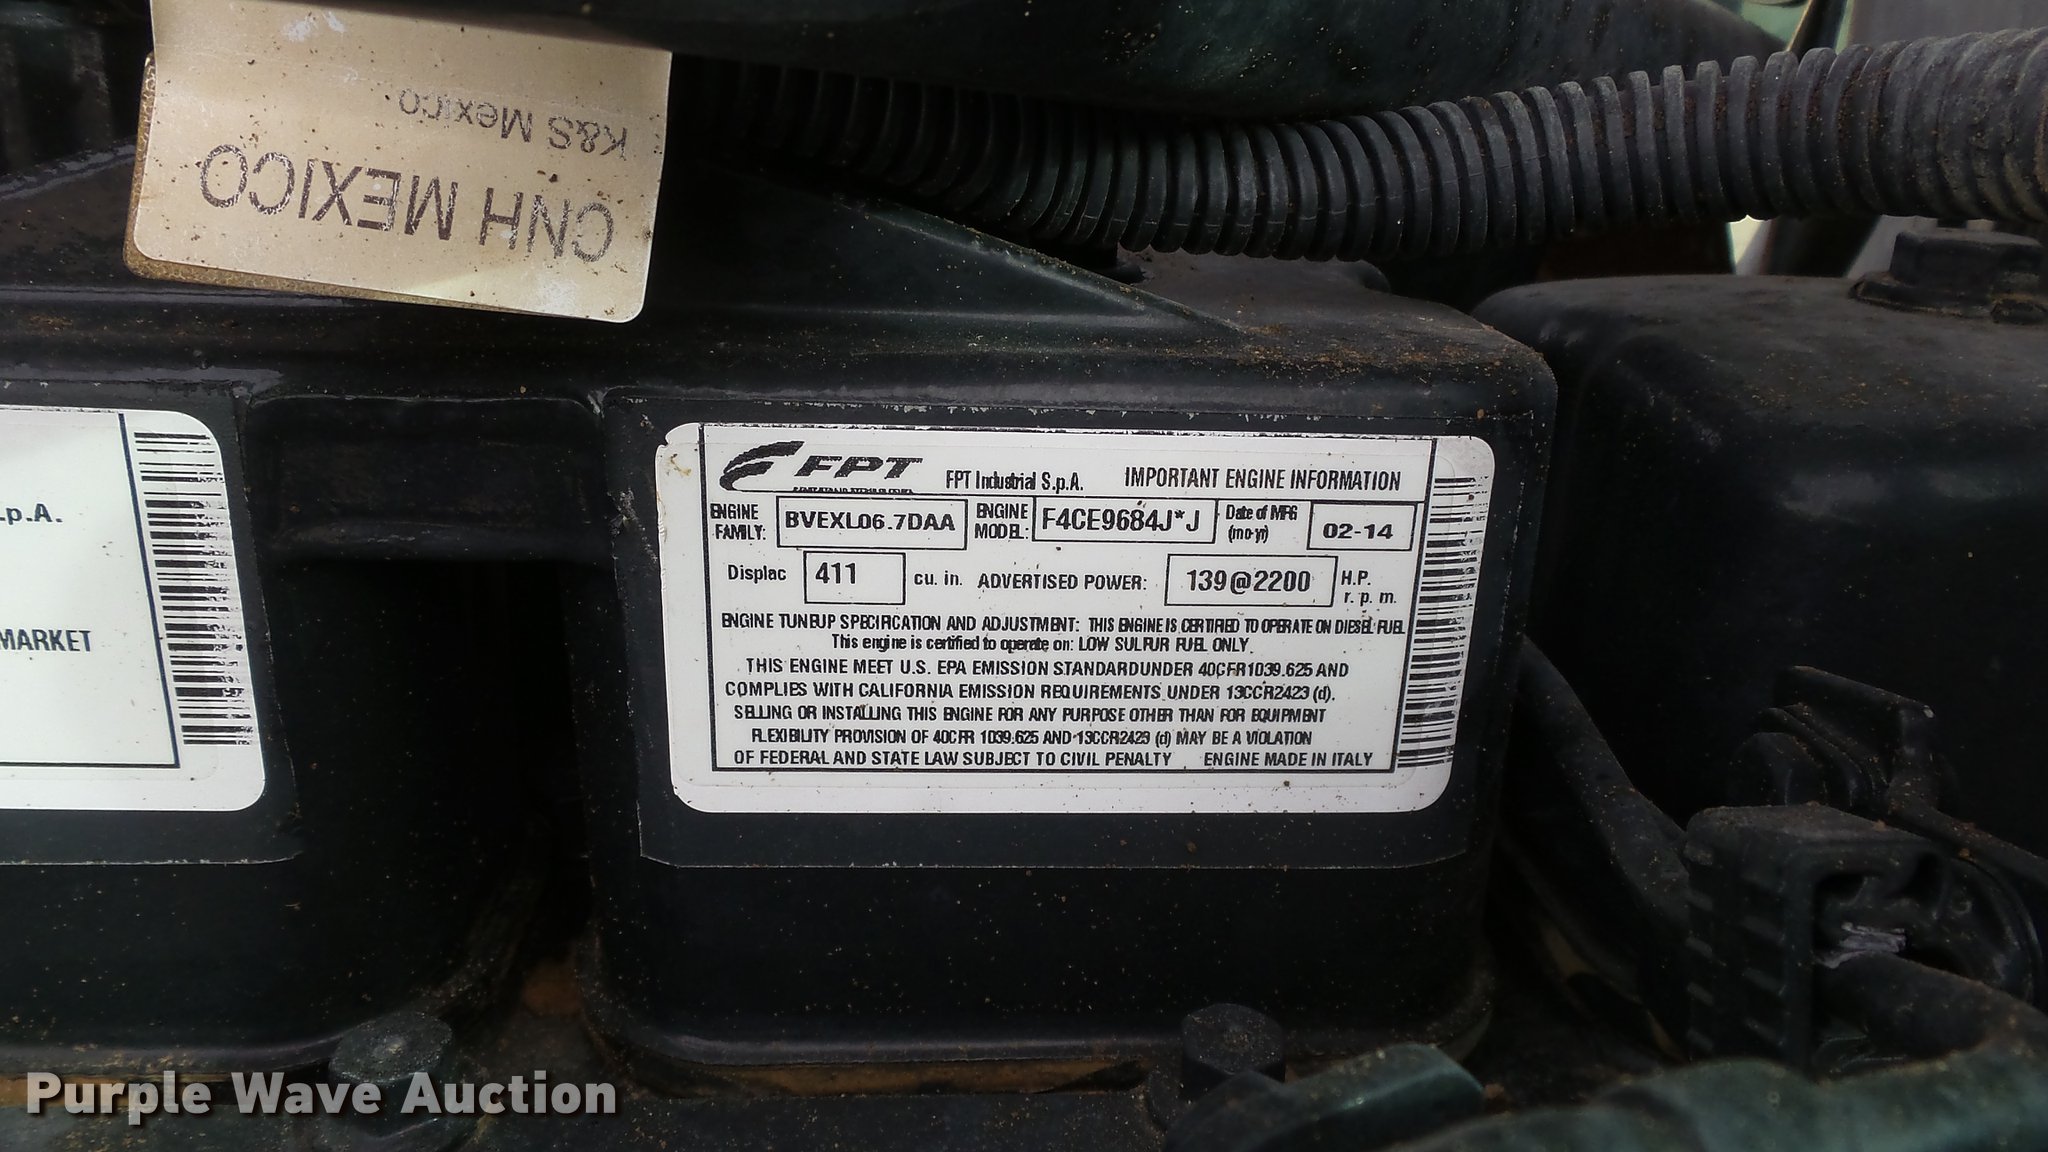 CNH MEXICO
K&S Mexico
.p.A.
MARKET
FPT
FPT Industrial S.p.A. IMPORTANT ENGINE INFORMATION
ENGINE FAMILY: BVEXL06.7DAA ENGINE MODEL: F4CE9684J*J Date of MFG (mo-yr) 02-14
Displac 411 cu. in. ADVERTISED POWER: 139@2200 H.P. r.p.m.
ENGINE TUNEUP SPECIFICATION AND ADJUSTMENT: THIS ENGINE IS CERTIFIED TO OPERATE ON DIESEL FUEL
This engine is certified to operate on: LOW SULFUR FUEL ONLY.
THIS ENGINE MEET U.S. EPA EMISSION STANDARDUNDER 40CFR1039.625 AND
COMPLIES WITH CALIFORNIA EMISSION REQUIREMENTS UNDER 13CCR2423 (d).
SELLING OR INSTALLING THIS ENGINE FOR ANY PURPOSE OTHER THAN FOR EQUIPMENT
FLEXIBILITY PROVISION OF 40CFR 1039.625 AND 13CCR2423 (d) MAY BE A VIOLATION
OF FEDERAL AND STATE LAW SUBJECT TO CIVIL PENALTY ENGINE MADE IN ITALY
Purple Wave Auction